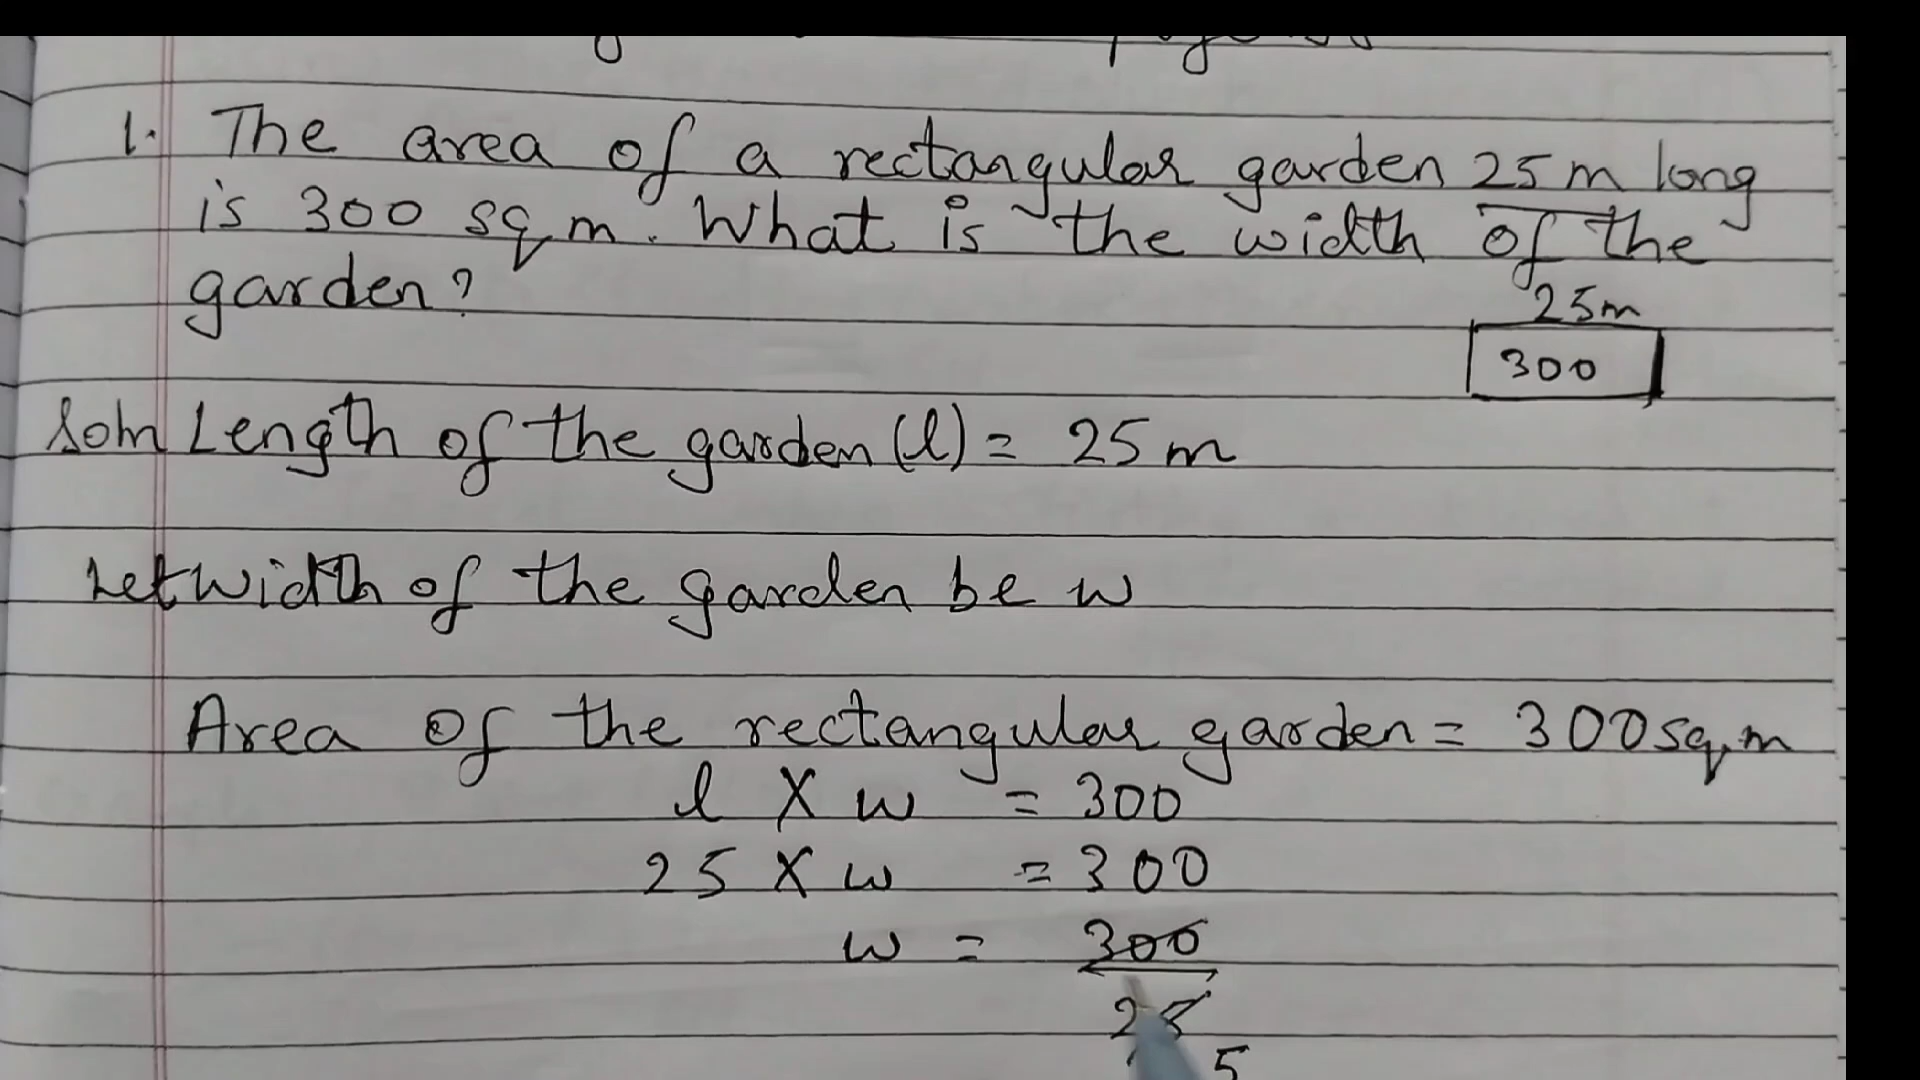 1. The area of a rectangular garden 25 m long
is 300 sq m. What is the width of the
garden?
25m
300
Soln Length of the garden (l) = 25 m
Let width of the garden be w
Area of the rectangular garden = 300 sq m
l X w = 300
25 X w = 300
w = 300
25
5